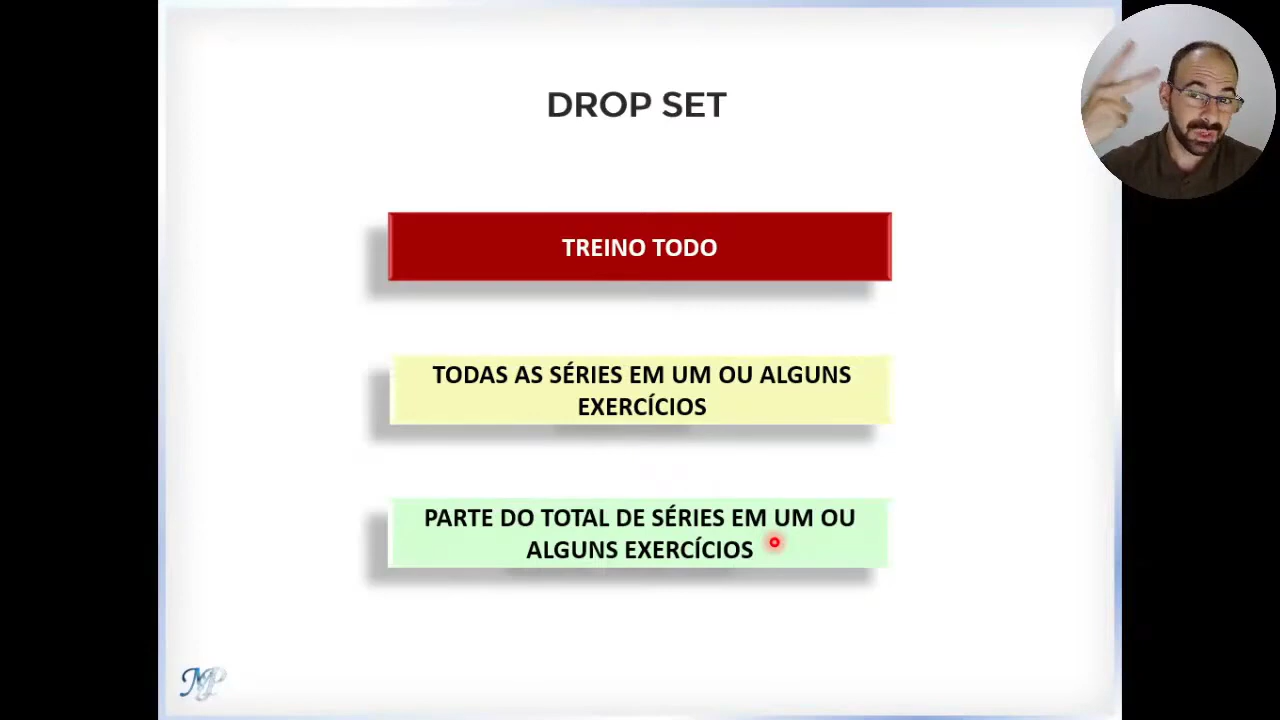 DROP SET
TREINO TODO
TODAS AS SÉRIES EM UM OU ALGUNS
EXERCÍCIOS
PARTE DO TOTAL DE SÉRIES EM UM OU
ALGUNS EXERCÍCIOS
MP